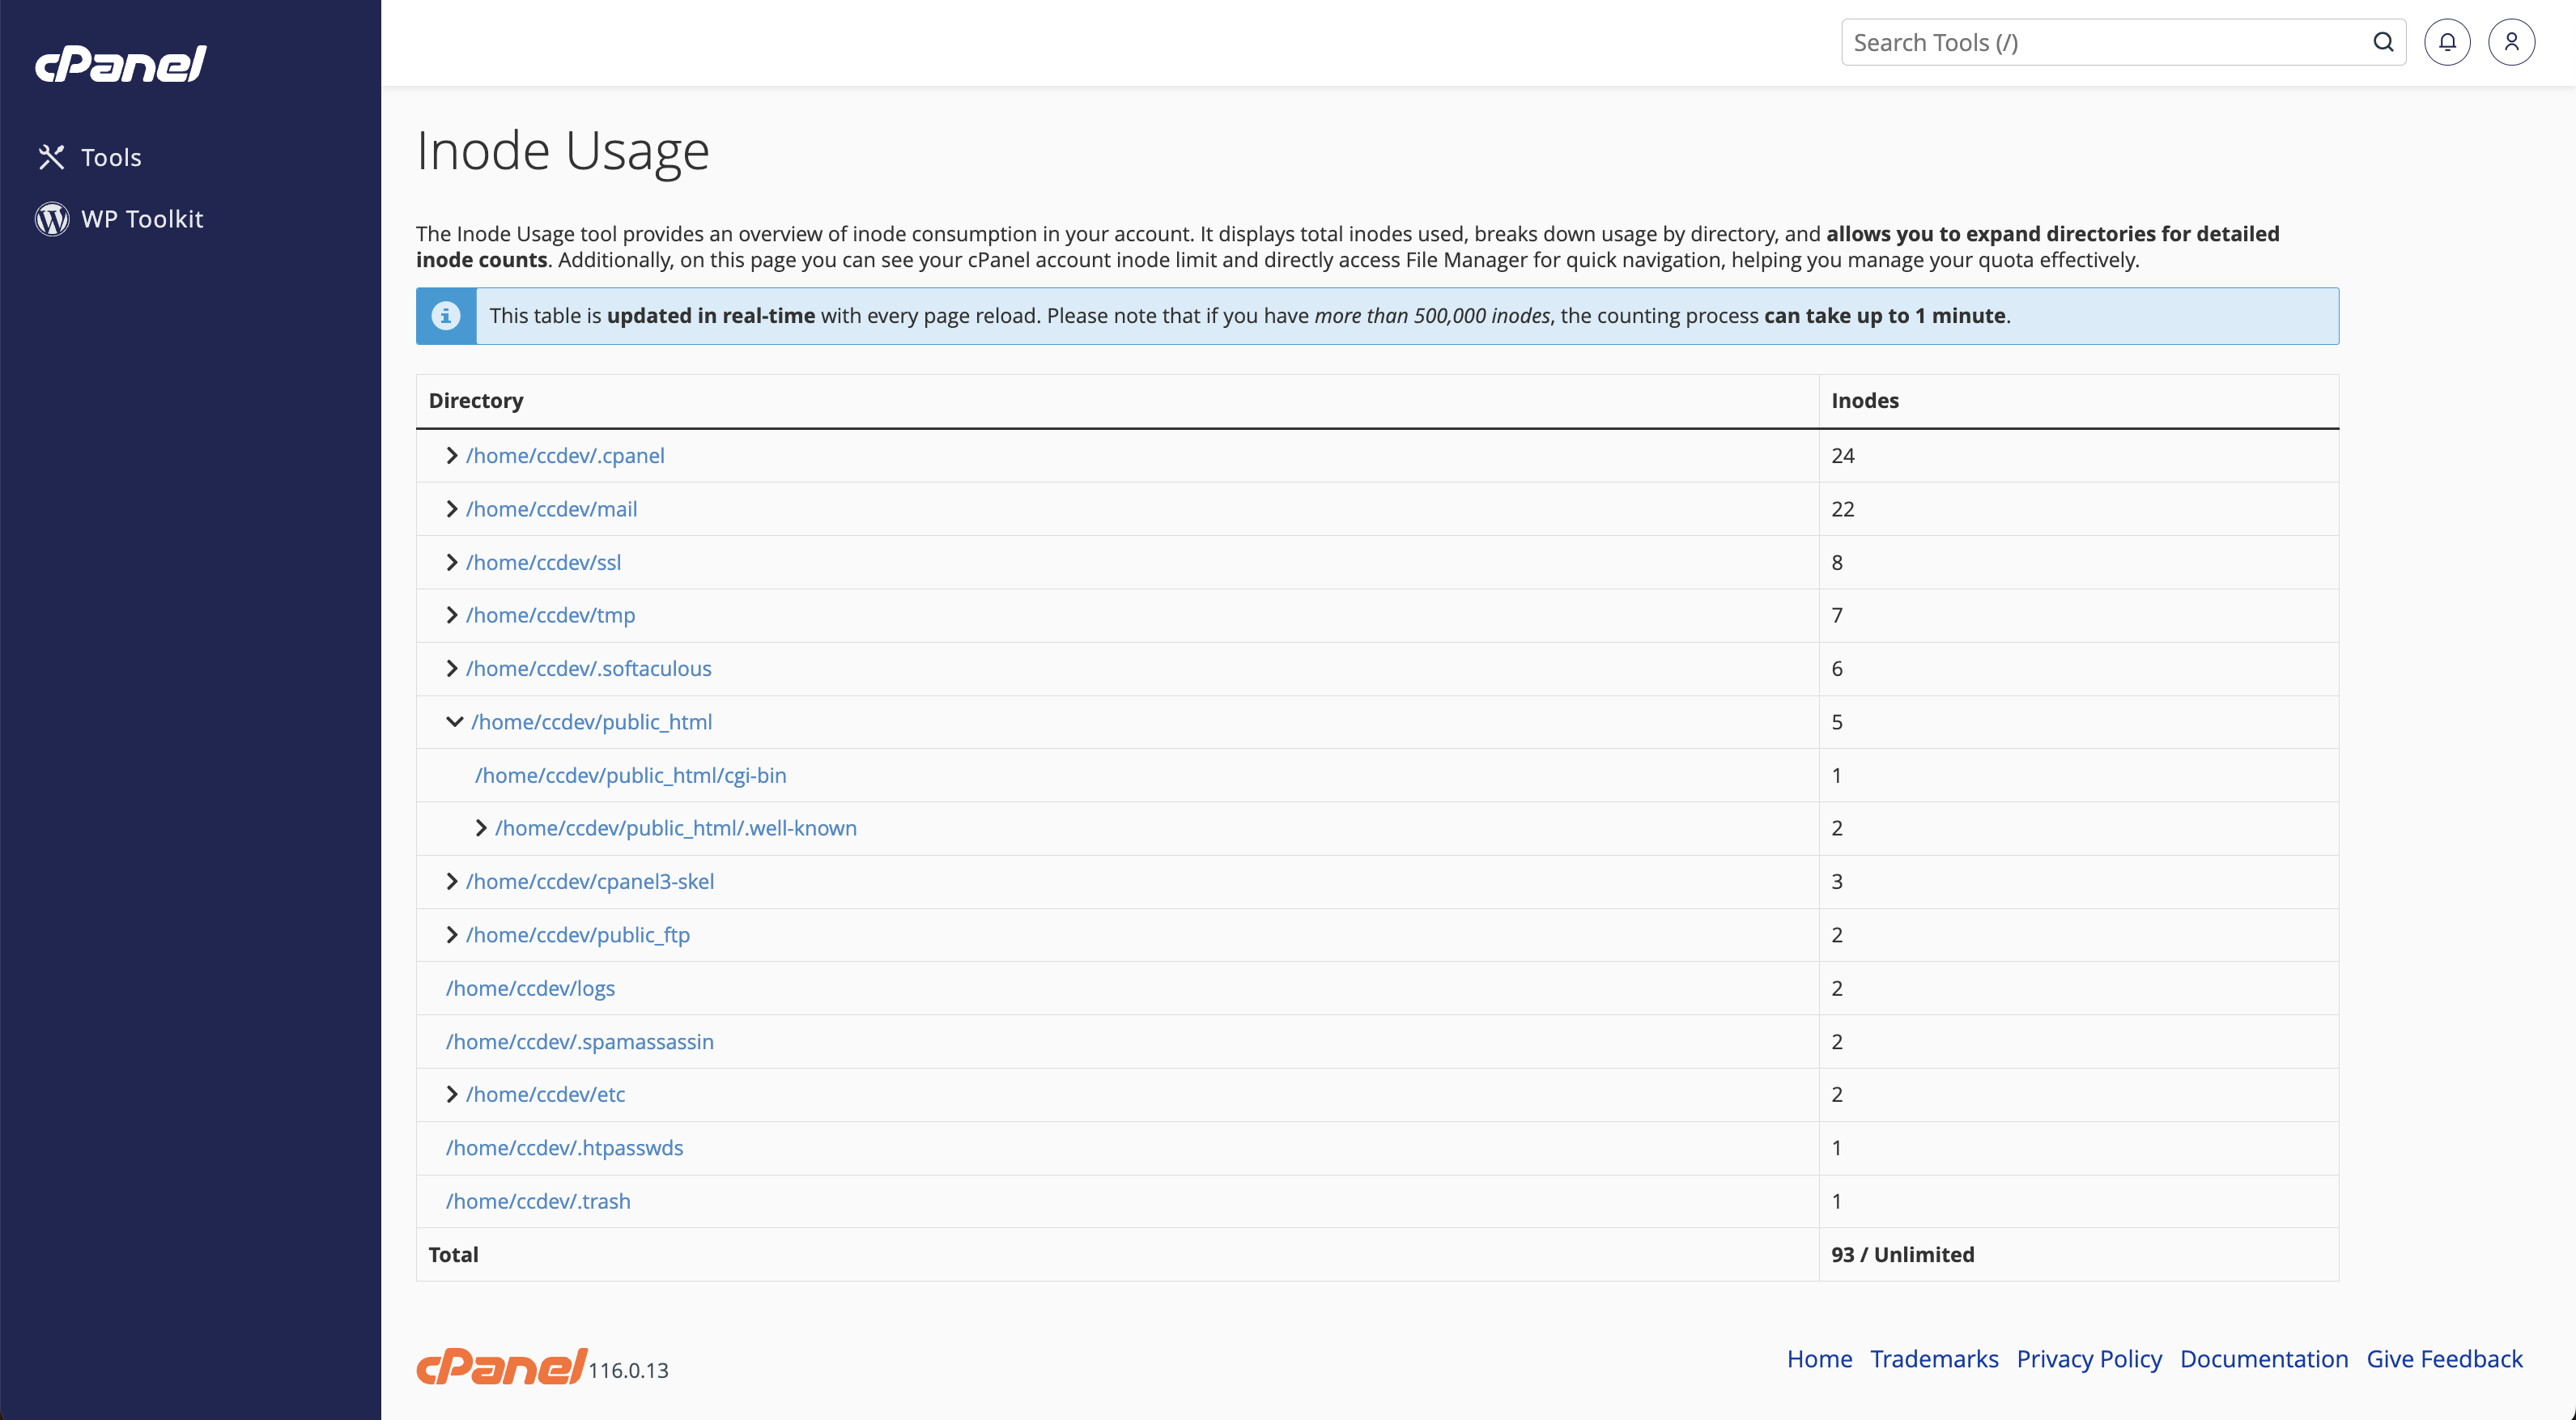 cPanel
Search Tools (/)
Tools
WP Toolkit
Inode Usage
The Inode Usage tool provides an overview of inode consumption in your account. It displays total inodes used, breaks down usage by directory, and allows you to expand directories for detailed
inode counts. Additionally, on this page you can see your cPanel account inode limit and directly access File Manager for quick navigation, helping you manage your quota effectively.
This table is updated in real-time with every page reload. Please note that if you have more than 500,000 inodes, the counting process can take up to 1 minute.
Directory Inodes
/home/ccdev/.cpanel 24
/home/ccdev/mail 22
/home/ccdev/ssl 8
/home/ccdev/tmp 7
/home/ccdev/.softaculous 6
/home/ccdev/public_html 5
/home/ccdev/public_html/cgi-bin 1
/home/ccdev/public_html/.well-known 2
/home/ccdev/cpanel3-skel 3
/home/ccdev/public_ftp 2
/home/ccdev/logs 2
/home/ccdev/.spamassassin 2
/home/ccdev/etc 2
/home/ccdev/.htpasswds 1
/home/ccdev/.trash 1
Total 93 / Unlimited
cPanel 116.0.13
Home Trademarks Privacy Policy Documentation Give Feedback